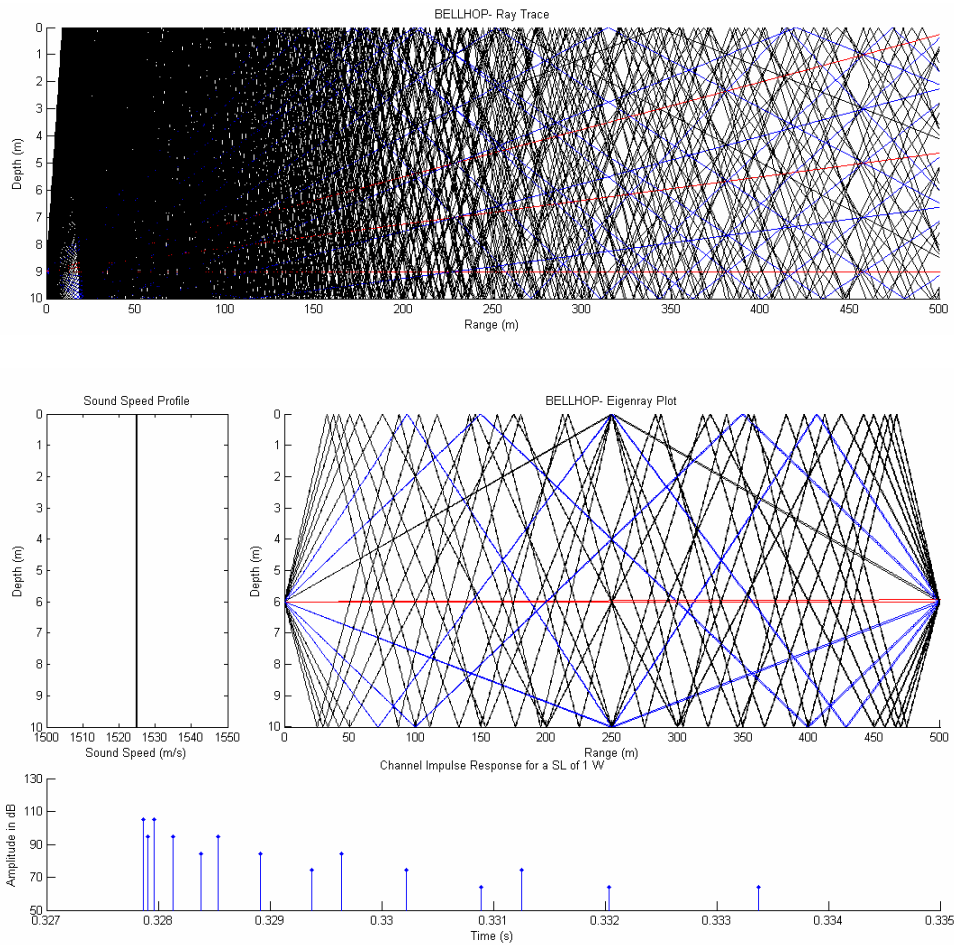 BELLHOP- Ray Trace
Depth (m)
0
1
2
3
4
5
6
7
8
9
10
0 50 100 150 200 250 300 350 400 450 500
Range (m)
Sound Speed Profile
Depth (m)
0
1
2
3
4
5
6
7
8
9
10
1500 1510 1520 1530 1540 1550
Sound Speed (m/s)
BELLHOP- Eigenray Plot
Depth (m)
0
1
2
3
4
5
6
7
8
9
10
0 50 100 150 200 250 300 350 400 450 500
Range (m)
Channel Impulse Response for a SL of 1 W
Amplitude in dB
130
110
90
70
50
0.327 0.328 0.329 0.33 0.331 0.332 0.333 0.334 0.335
Time (s)